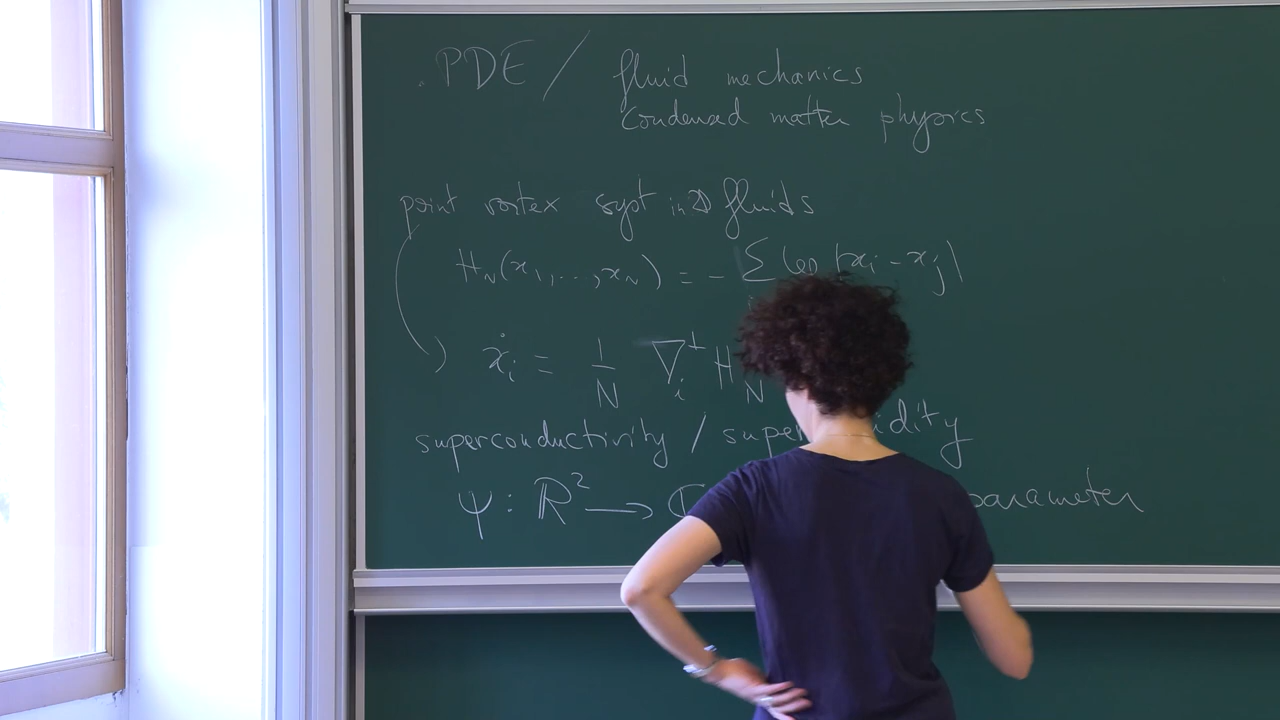 PDE / fluid mechanics
condensed matter physics
point vortex syst in 2D fluids
H_N(x_1, ..., x_N) = - Σ log |x_i - x_j|
ẋ_i = 1/N ∇_i^⊥ H_N
superconductivity /
ψ : ℝ² → ℂ parameter